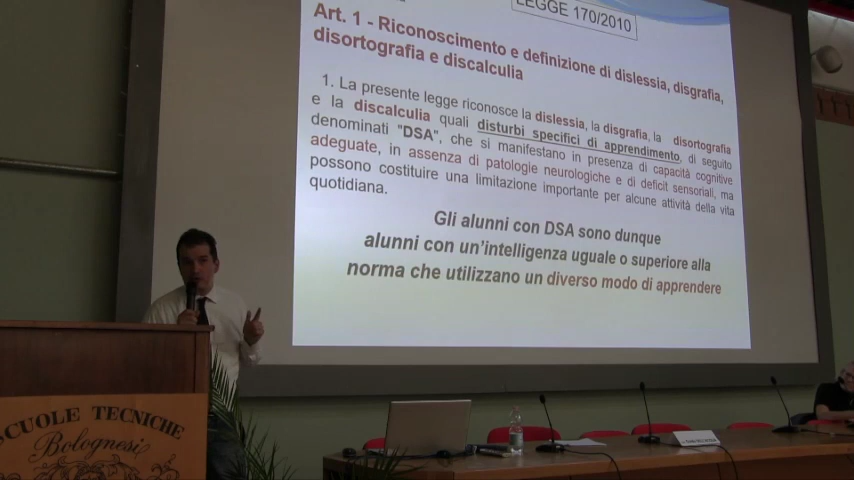 LEGGE 170/2010
Art. 1 - Riconoscimento e definizione di dislessia, disgrafia,
disortografia e discalculia
1. La presente legge riconosce la dislessia, la disgrafia, la disortografia
e la discalculia quali disturbi specifici di apprendimento, di seguito
denominati "DSA", che si manifestano in presenza di capacità cognitive
adeguate, in assenza di patologie neurologiche e di deficit sensoriali, ma
possono costituire una limitazione importante per alcune attività della vita
quotidiana.
Gli alunni con DSA sono dunque
alunni con un'intelligenza uguale o superiore alla
norma che utilizzano un diverso modo di apprendere
SCUOLE TECNICHE
Bolognesi